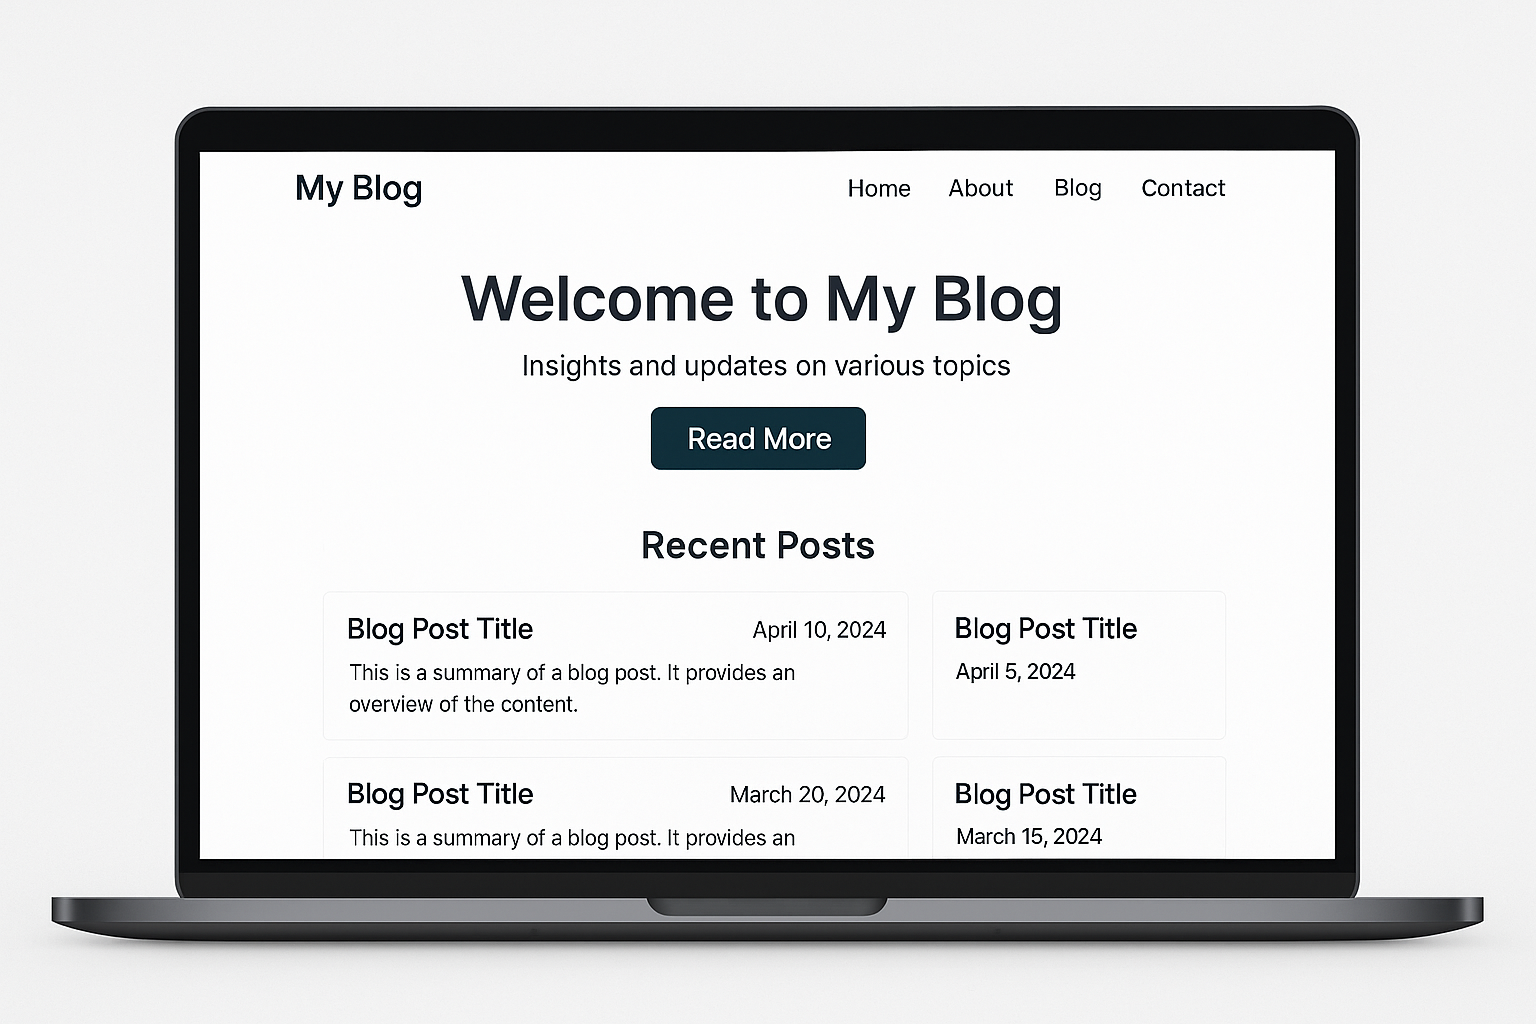 My Blog
Home About Blog Contact
Welcome to My Blog
Insights and updates on various topics
Read More
Recent Posts
Blog Post Title
April 10, 2024
This is a summary of a blog post. It provides an
overview of the content.
Blog Post Title
April 5, 2024
Blog Post Title
March 20, 2024
This is a summary of a blog post. It provides an
Blog Post Title
March 15, 2024